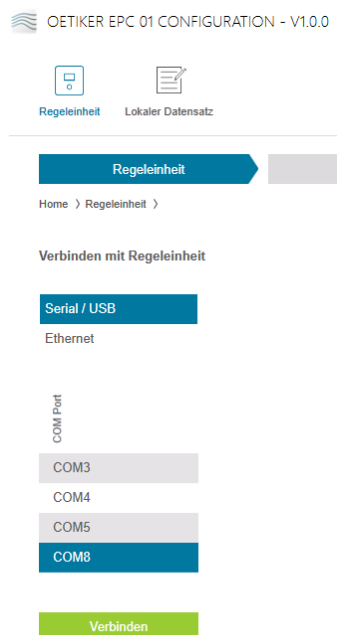 OETIKER EPC 01 CONFIGURATION - V1.0.0
Regeleinheit
Lokaler Datensatz
Regeleinheit
Home 〉 Regeleinheit 〉
Verbinden mit Regeleinheit
Serial / USB
Ethernet
COM Port
COM3
COM4
COM5
COM8
Verbinden